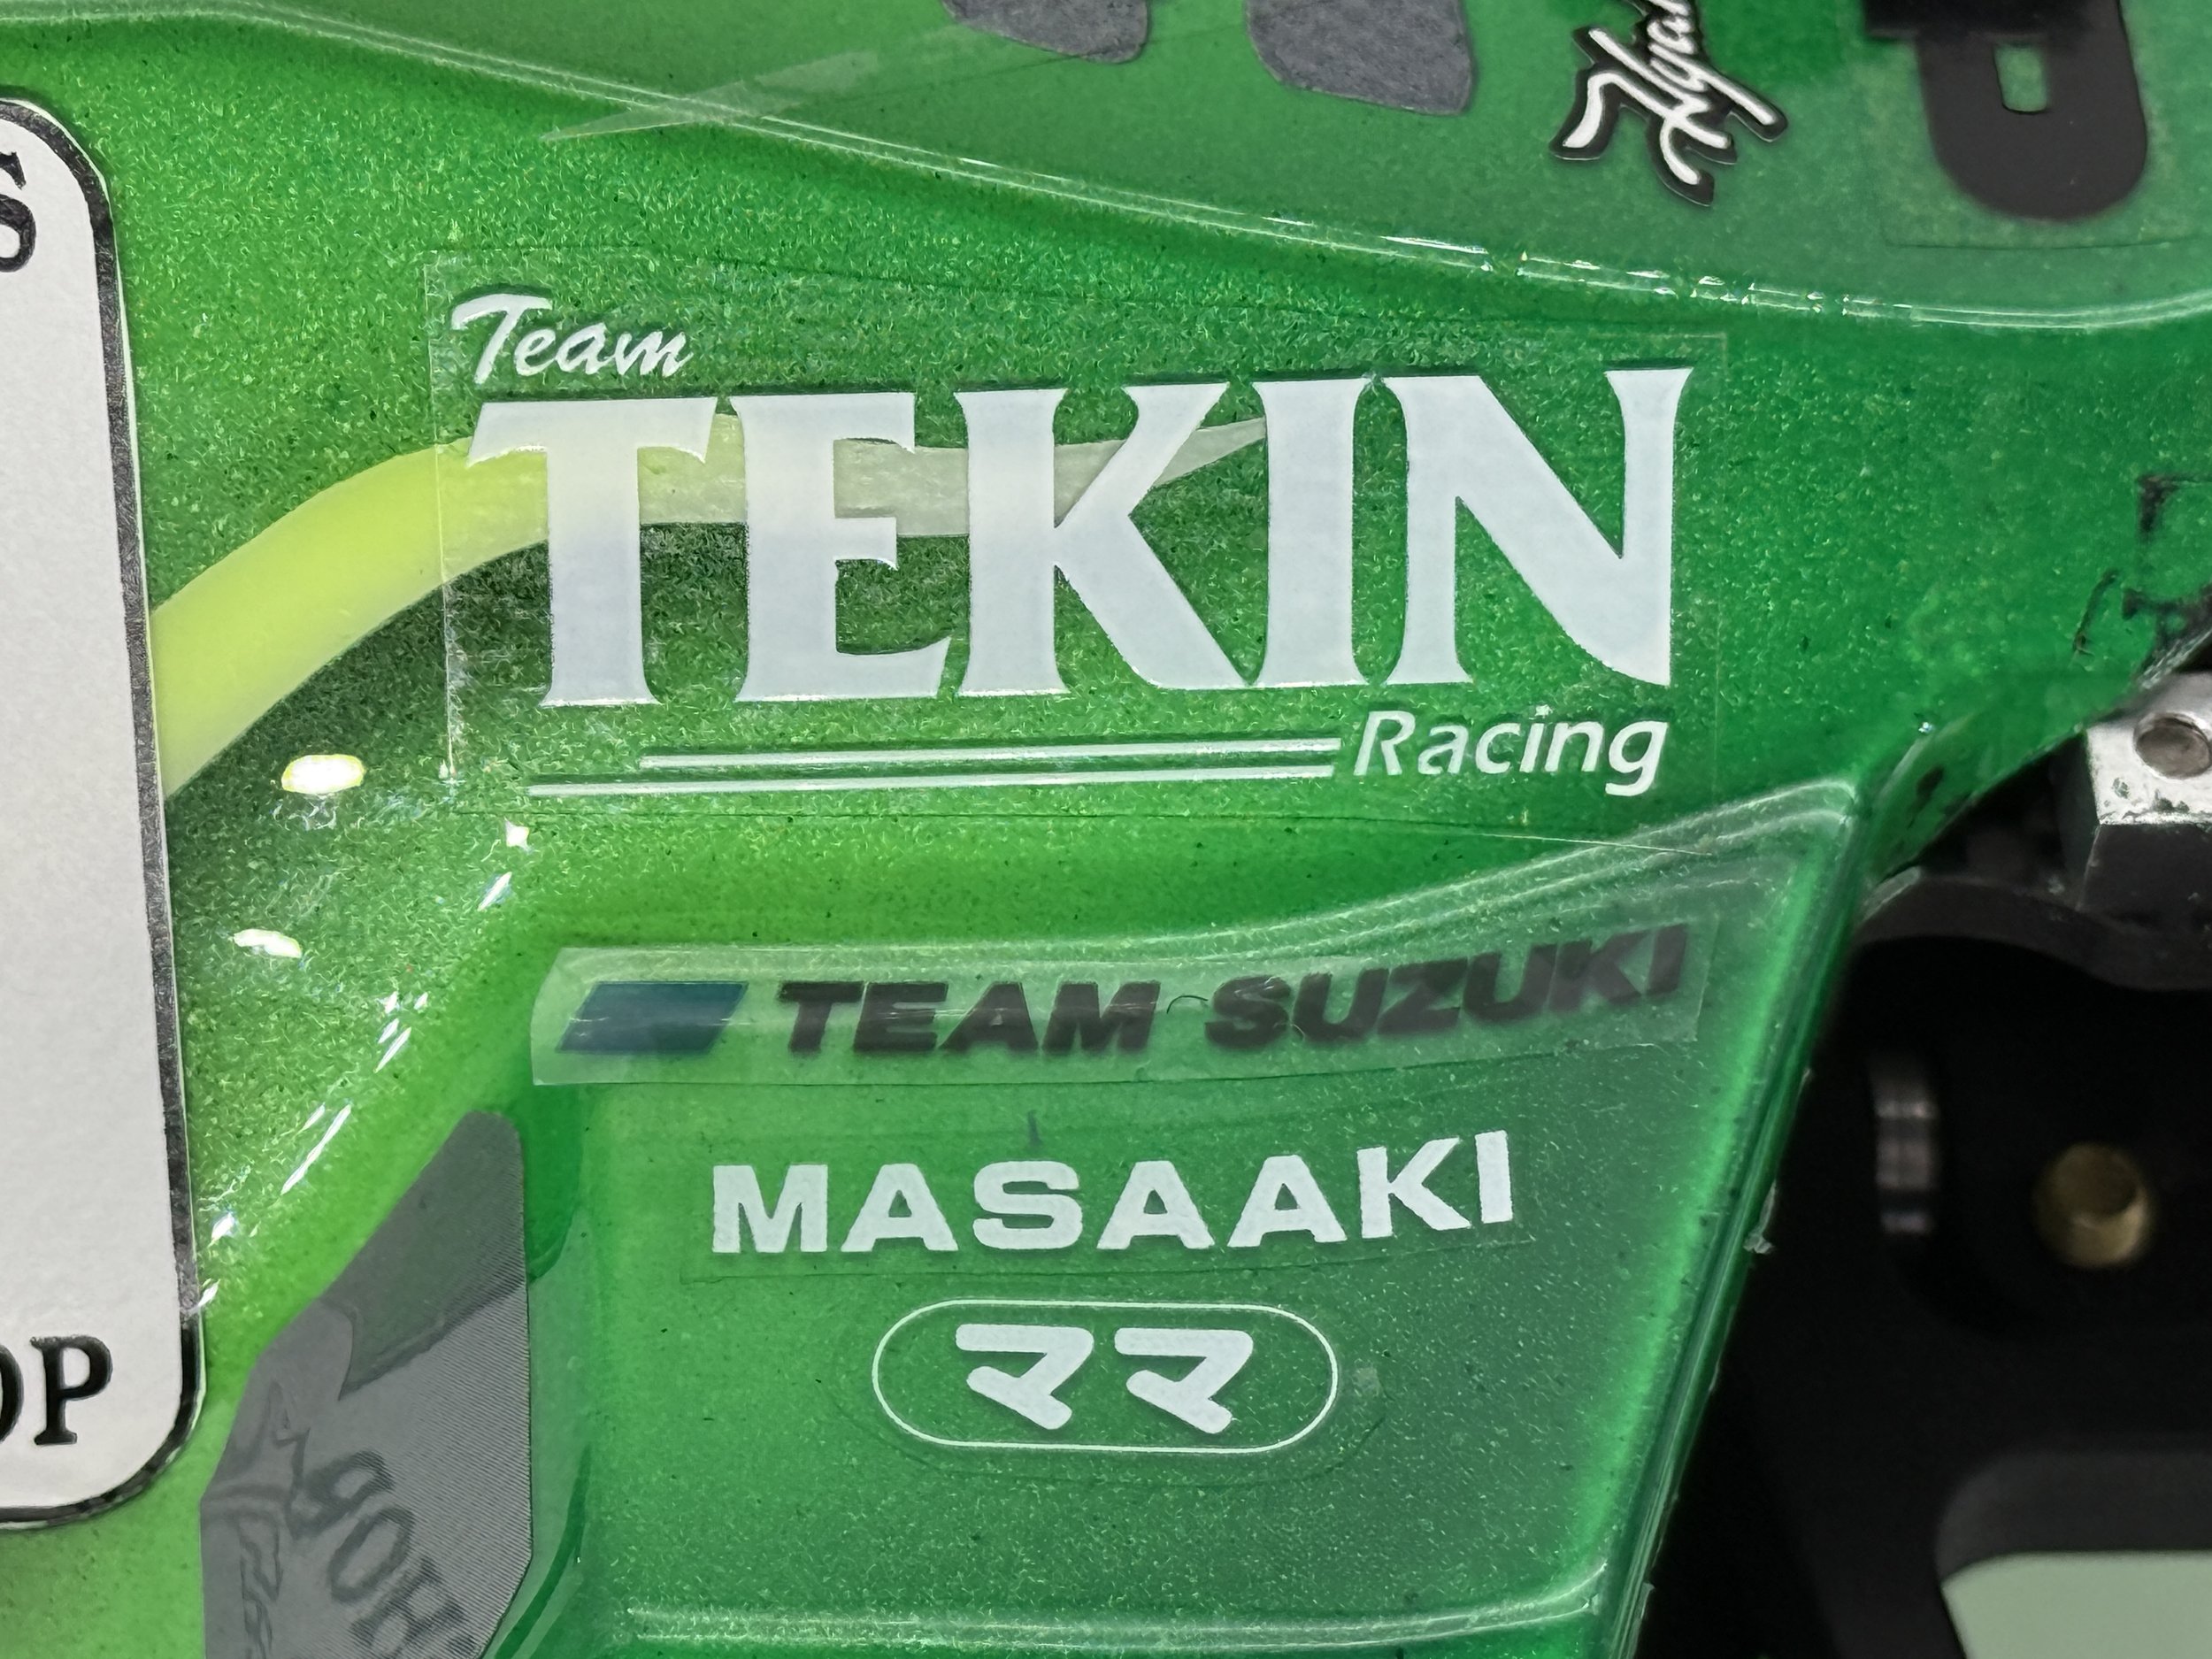 Team
TEKIN
Racing
TEAM SUZUKI
MASAAKI
ママ